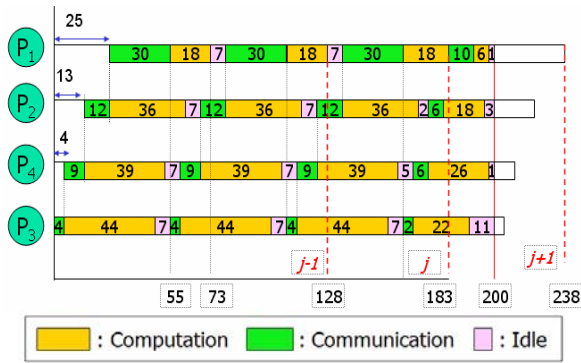 25
P1 30 18 7 30 18 7 30 18 10 6 1
13
P2 12 36 7 12 36 7 12 36 2 6 18 3
4
P4 9 39 7 9 39 7 9 39 5 6 26 1
P3 4 44 7 4 44 7 4 44 7 2 22 11
j-1 j j+1
55 73 128 183 200 238
: Computation : Communication : Idle